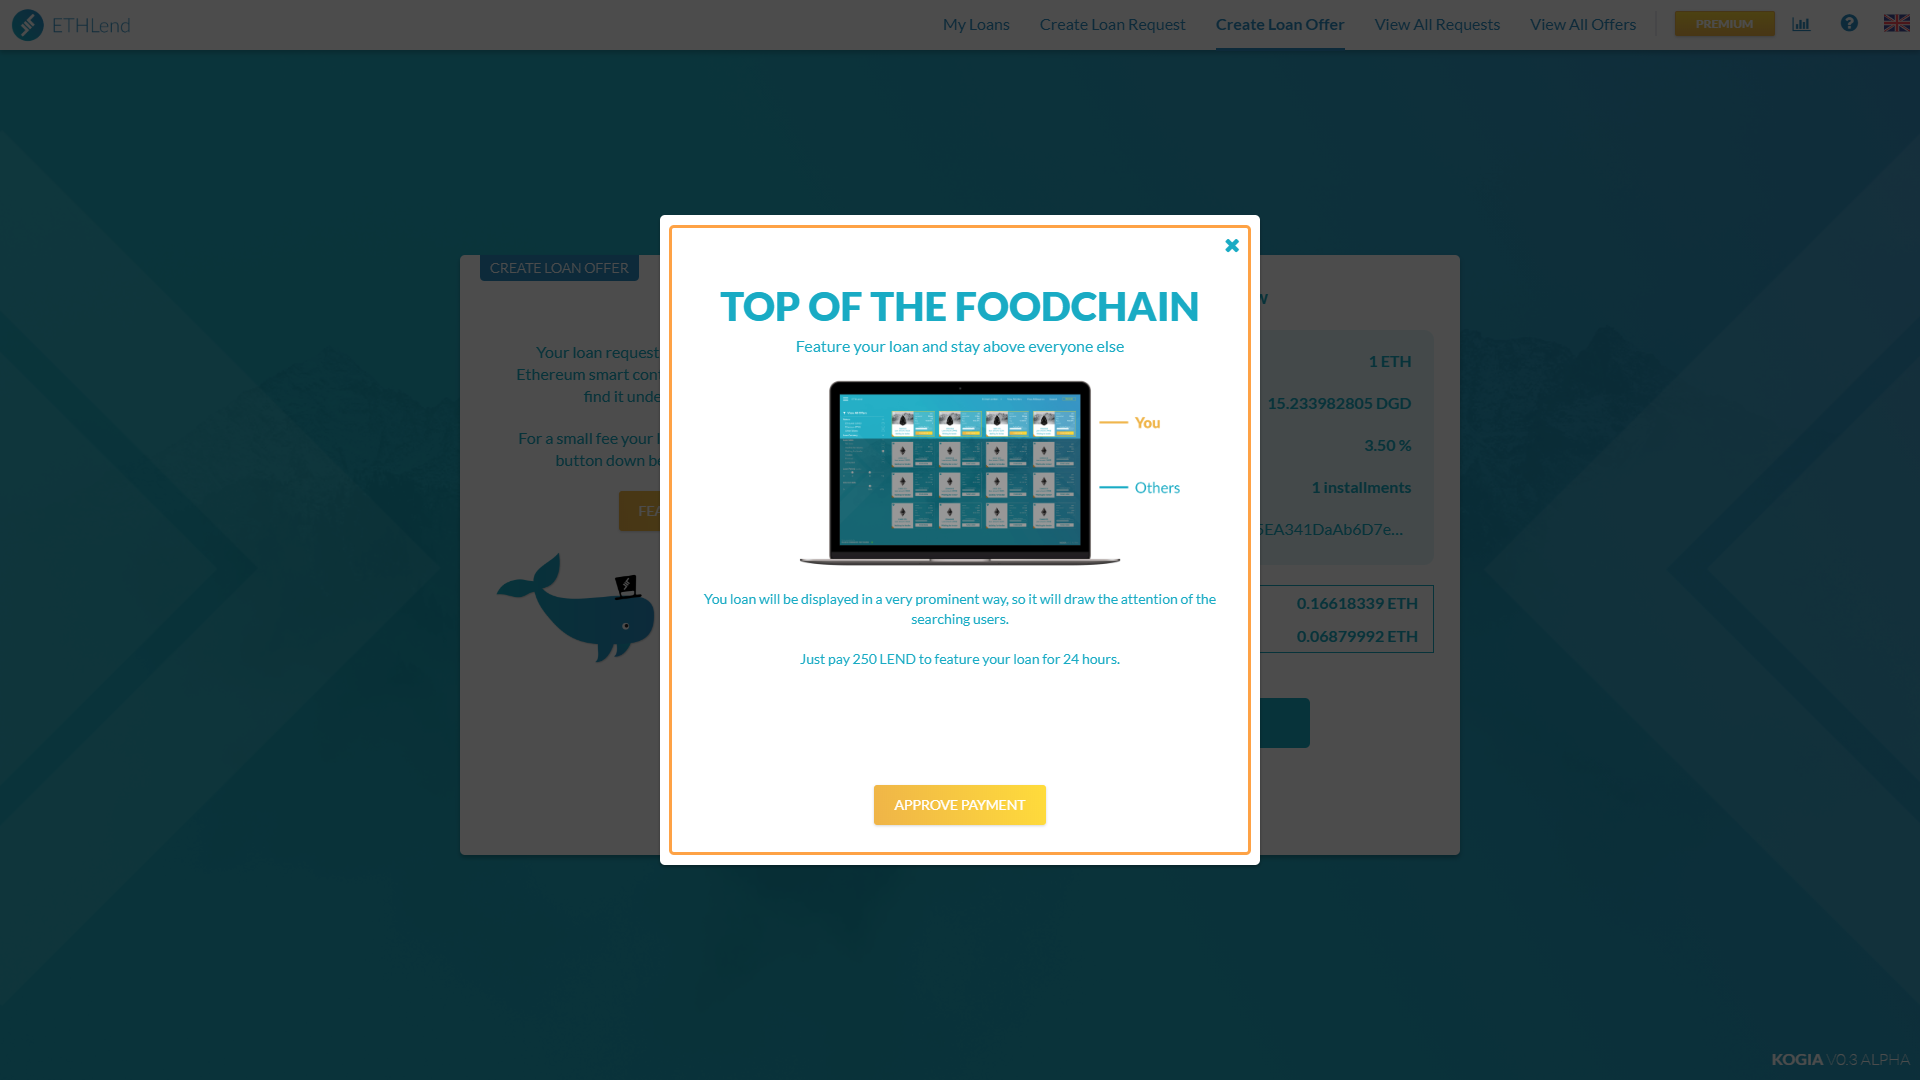 ETHLend
My Loans
Create Loan Request
Create Loan Offer
View All Requests
View All Offers
PREMIUM
CREATE LOAN OFFER
Your loan request
Ethereum smart
find it
For a small fee your
button down
TOP OF THE FOODCHAIN
Feature your loan and stay above everyone else
You
Others
You loan will be displayed in a very prominent way, so it will draw the attention of the
searching users.
Just pay 250 LEND to feature your loan for 24 hours.
APPROVE PAYMENT
1 ETH
15.233982805 DGD
3.50 %
1 installments
EA341DaAb6D7e...
0.16618339 ETH
0.06879992 ETH
KOGIA V0.3 ALPHA